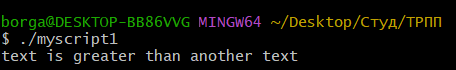 borga@DESKTOP-BB86VVG MINGW64 ~/Desktop/Студ/ТРПП
$ ./myscript1
text is greater than another text